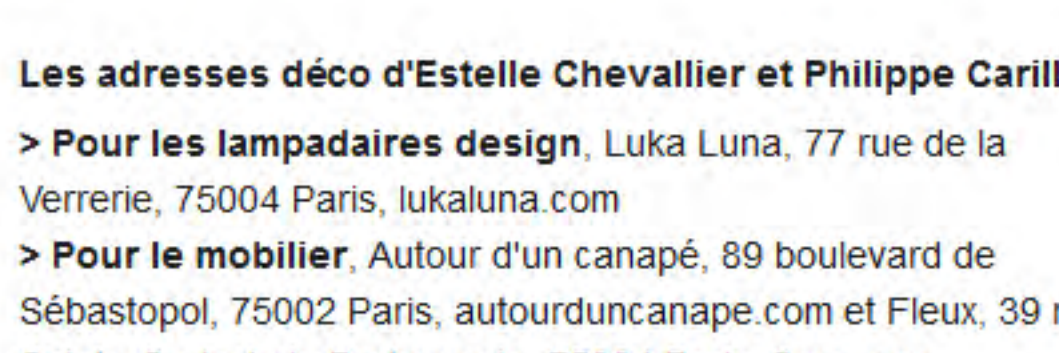 Les adresses déco d'Estelle Chevallier et Philippe Carill
> Pour les lampadaires design, Luka Luna, 77 rue de la
Verrerie, 75004 Paris, lukaluna.com
> Pour le mobilier, Autour d'un canapé, 89 boulevard de
Sébastopol, 75002 Paris, autourduncanape.com et Fleux, 39